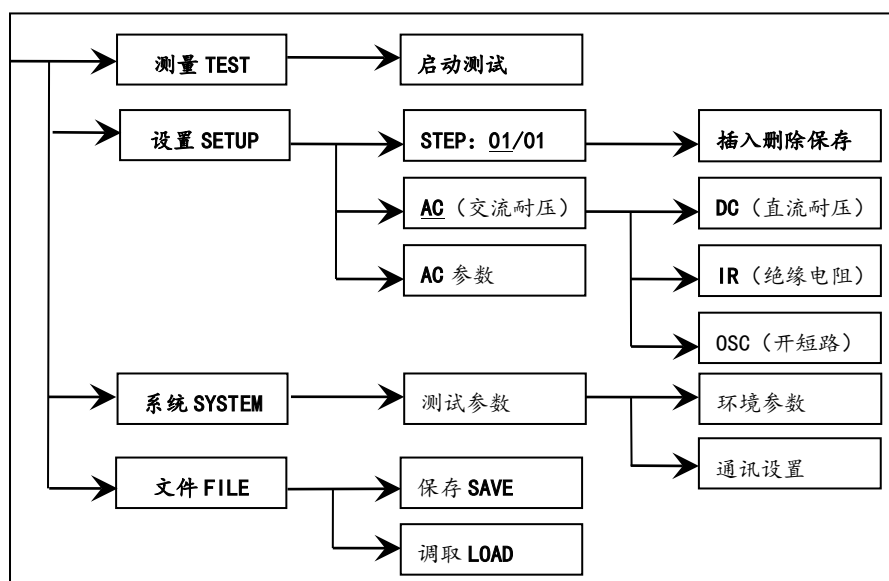 测量 TEST
启动测试
设置 SETUP
STEP: 01/01
插入删除保存
AC（交流耐压）
DC（直流耐压）
AC 参数
IR（绝缘电阻）
OSC（开短路）
系统 SYSTEM
测试参数
环境参数
通讯设置
文件 FILE
保存 SAVE
调取 LOAD